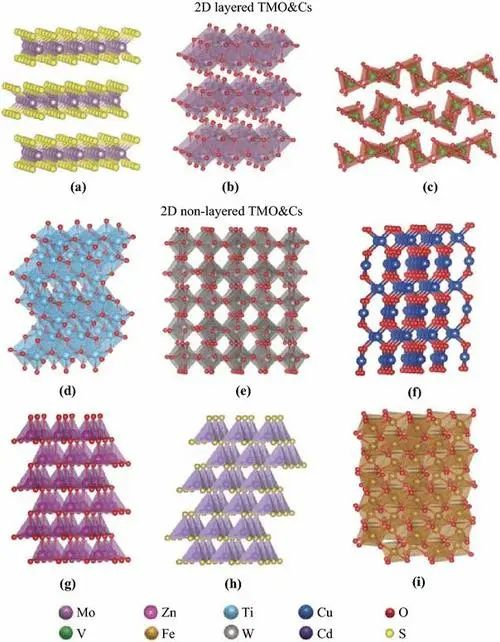 2D layered TMO&Cs
(a) (b) (c)
2D non-layered TMO&Cs
(d) (e) (f)
(g) (h) (i)
Mo Zn Ti Cu O
V Fe W Cd S